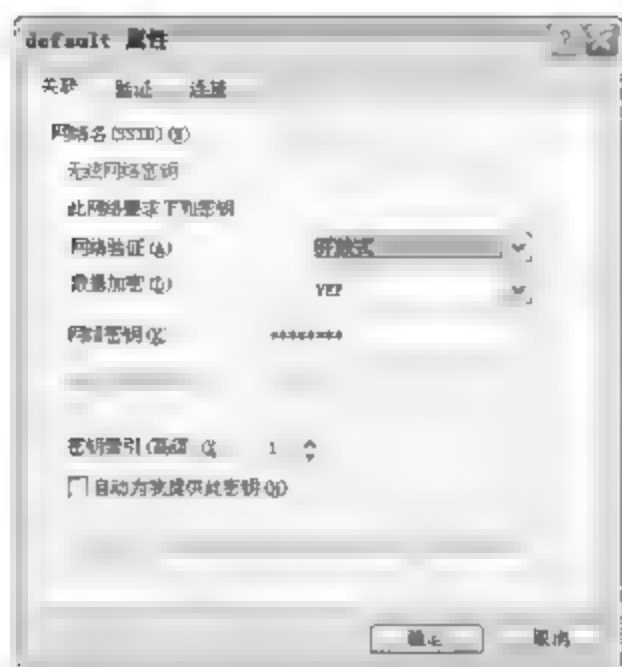 default 属性
关联 验证 连接
网络名(SSID)(N)
无线网络密钥
此网络要求下列密钥
网络验证(A) 开放式
数据加密(D) WEP
网络密钥(K) ********
密钥索引(高级)(X) 1
自动为我提供此密钥(H)
确定 取消